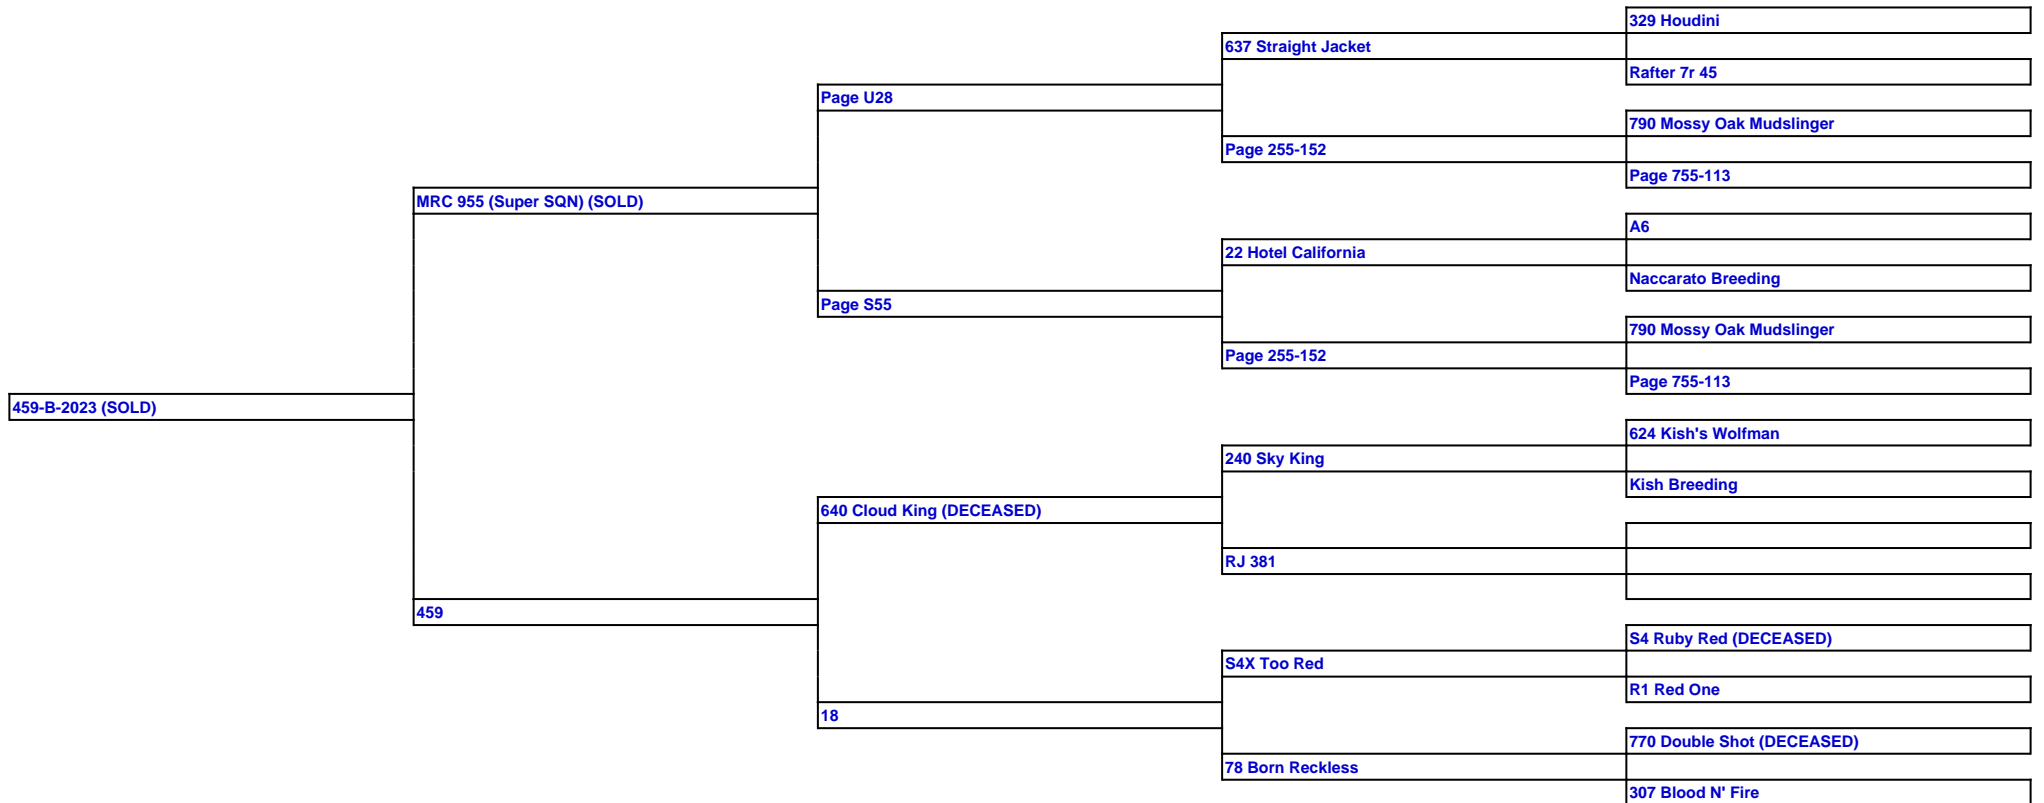 329 Houdini
637 Straight Jacket
Rafter 7r 45
Page U28
790 Mossy Oak Mudslinger
Page 255-152
Page 755-113
MRC 955 (Super SQN) (SOLD)
A6
22 Hotel California
Naccarato Breeding
Page S55
790 Mossy Oak Mudslinger
Page 255-152
Page 755-113
459-B-2023 (SOLD)
624 Kish's Wolfman
240 Sky King
Kish Breeding
640 Cloud King (DECEASED)
RJ 381
459
S4 Ruby Red (DECEASED)
S4X Too Red
R1 Red One
18
770 Double Shot (DECEASED)
78 Born Reckless
307 Blood N' Fire